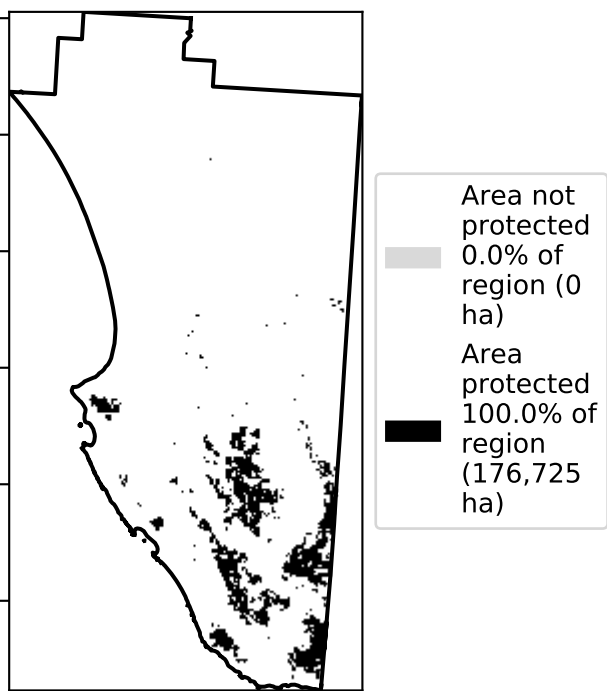 Area not
protected
0.0% of
region (0
ha)
Area
protected
100.0% of
region
(176,725
ha)